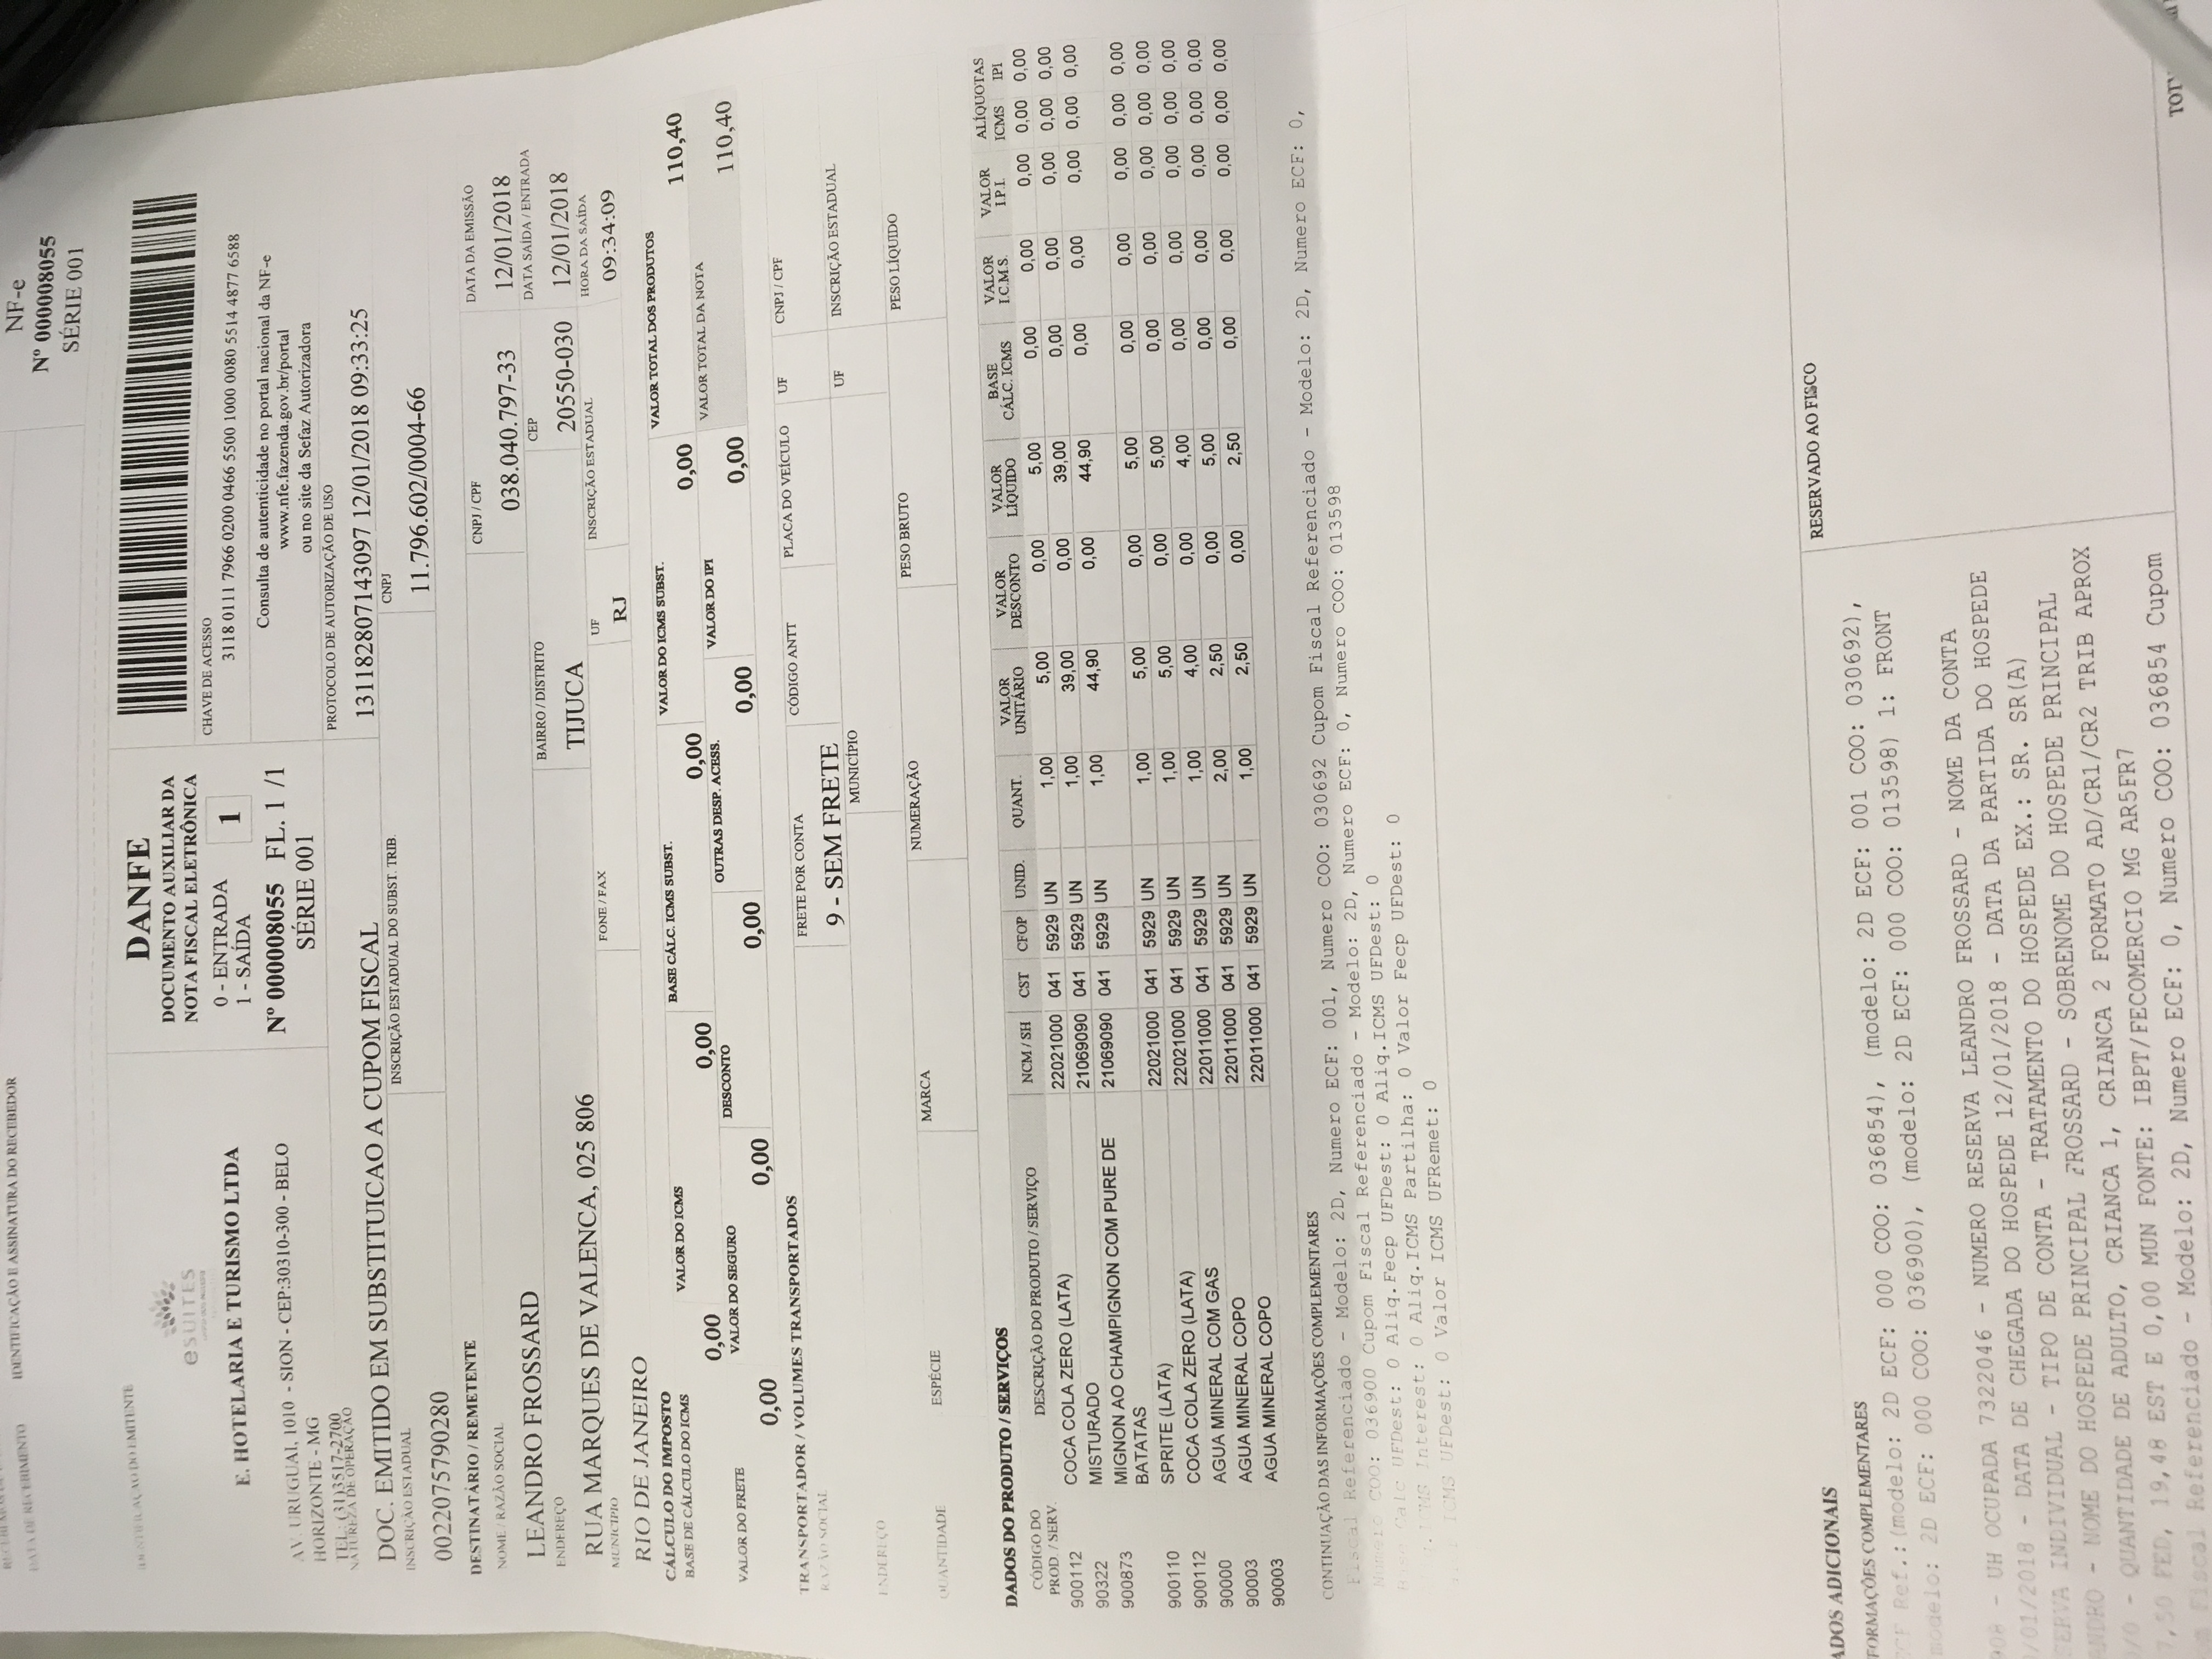 DATA DE RECEBIMENTO IDENTIFICAÇÃO E ASSINATURA DO RECEBEDOR
NF-e
Nº 000008055
SÉRIE 001
IDENTIFICAÇÃO DO EMITENTE
eSUITES
E. HOTELARIA E TURISMO LTDA
AV. URUGUAI, 1010 - SION - CEP:30310-300 - BELO
HORIZONTE - MG
TEL: (31)3517-2700
DANFE
DOCUMENTO AUXILIAR DA
NOTA FISCAL ELETRÔNICA
0 - ENTRADA
1 - SAÍDA
1
Nº 000008055 FL. 1 /1
SÉRIE 001
CHAVE DE ACESSO
3118 0111 7966 0200 0466 5500 1000 0080 5514 4877 6588
Consulta de autenticidade no portal nacional da NF-e
www.nfe.fazenda.gov.br/portal
ou no site da Sefaz Autorizadora
NATUREZA DE OPERAÇÃO
DOC. EMITIDO EM SUBSTITUICAO A CUPOM FISCAL
PROTOCOLO DE AUTORIZAÇÃO DE USO
131182807143097 12/01/2018 09:33:25
INSCRIÇÃO ESTADUAL
0022075790280
INSCRIÇÃO ESTADUAL DO SUBST. TRIB.
CNPJ
11.796.602/0004-66
DESTINATÁRIO / REMETENTE
NOME / RAZÃO SOCIAL
LEANDRO FROSSARD
CNPJ / CPF
038.040.797-33
DATA DA EMISSÃO
12/01/2018
ENDEREÇO
RUA MARQUES DE VALENCA, 025 806
BAIRRO / DISTRITO
TIJUCA
CEP
20550-030
DATA SAÍDA / ENTRADA
12/01/2018
MUNICIPIO
RIO DE JANEIRO
FONE / FAX
UF
RJ
INSCRIÇÃO ESTADUAL
HORA DA SAÍDA
09:34:09
CÁLCULO DO IMPOSTO
BASE DE CÁLCULO DO ICMS
0,00
VALOR DO ICMS
0,00
BASE CÁLC. ICMS SUBST.
0,00
VALOR DO ICMS SUBST.
0,00
VALOR TOTAL DOS PRODUTOS
110,40
VALOR DO FRETE
0,00
VALOR DO SEGURO
0,00
DESCONTO
0,00
OUTRAS DESP. ACESS.
0,00
VALOR DO IPI
0,00
VALOR TOTAL DA NOTA
110,40
TRANSPORTADOR / VOLUMES TRANSPORTADOS
RAZÃO SOCIAL
FRETE POR CONTA
9 - SEM FRETE
CÓDIGO ANTT
PLACA DO VEÍCULO
UF
CNPJ / CPF
ENDEREÇO
MUNICÍPIO
UF
INSCRIÇÃO ESTADUAL
QUANTIDADE
ESPÉCIE
MARCA
NUMERAÇÃO
PESO BRUTO
PESO LÍQUIDO
DADOS DO PRODUTO / SERVIÇOS
CÓDIGO DO PROD. / SERV. DESCRIÇÃO DO PRODUTO / SERVIÇO NCM / SH CST CFOP UNID. QUANT. VALOR UNITÁRIO VALOR DESCONTO VALOR LÍQUIDO BASE CÁLC. ICMS VALOR I.C.M.S. VALOR I.P.I. ALÍQUOTAS ICMS IPI
900112 COCA COLA ZERO (LATA) 22021000 041 5929 UN 1,00 5,00 0,00 5,00 0,00 0,00 0,00 0,00 0,00
90322 MISTURADO 21069090 041 5929 UN 1,00 39,00 0,00 39,00 0,00 0,00 0,00 0,00 0,00
900873 MIGNON AO CHAMPIGNON COM PURE DE 21069090 041 5929 UN 1,00 44,90 0,00 44,90 0,00 0,00 0,00 0,00 0,00
BATATAS
900110 SPRITE (LATA) 22021000 041 5929 UN 1,00 5,00 0,00 5,00 0,00 0,00 0,00 0,00 0,00
900112 COCA COLA ZERO (LATA) 22021000 041 5929 UN 1,00 5,00 0,00 5,00 0,00 0,00 0,00 0,00 0,00
90000 AGUA MINERAL COM GAS 22011000 041 5929 UN 1,00 4,00 0,00 4,00 0,00 0,00 0,00 0,00 0,00
90003 AGUA MINERAL COPO 22011000 041 5929 UN 2,00 2,50 0,00 5,00 0,00 0,00 0,00 0,00 0,00
90003 AGUA MINERAL COPO 22011000 041 5929 UN 1,00 2,50 0,00 2,50 0,00 0,00 0,00 0,00 0,00
CONTINUAÇÃO DAS INFORMAÇÕES COMPLEMENTARES
Fiscal Referenciado - Modelo: 2D, Numero ECF: 001, Numero COO: 030692 Cupom Fiscal Referenciado - Modelo: 2D, Numero ECF: 0,
Numero COO: 036900 Cupom Fiscal Referenciado - Modelo: 2D, Numero ECF: 0, Numero COO: 013598
Base Calc UFDest: 0 Aliq.Fecp UFDest: 0 Aliq.ICMS UFDest: 0
ICMS Interest: 0 Aliq.ICMS Partilha: 0 Valor Fecp UFDest: 0
ICMS UFDest: 0 Valor ICMS UFRemet: 0
ADOS ADICIONAIS
FORMAÇÕES COMPLEMENTARES
RESERVADO AO FISCO
ECF Ref.:(modelo: 2D ECF: 000 COO: 036854), (modelo: 2D ECF: 001 COO: 030692),
modelo: 2D ECF: 000 COO: 036900), (modelo: 2D ECF: 000 COO: 013598) 1: FRONT
908 - UH OCUPADA 7322046 - NUMERO RESERVA LEANDRO FROSSARD - NOME DA CONTA
/01/2018 - DATA DE CHEGADA DO HOSPEDE 12/01/2018 - DATA DA PARTIDA DO HOSPEDE
SERVA INDIVIDUAL - TIPO DE CONTA - TRATAMENTO DO HOSPEDE EX.: SR. SR(A)
ANDRO - NOME DO HOSPEDE PRINCIPAL FROSSARD - SOBRENOME DO HOSPEDE PRINCIPAL
/0 - QUANTIDADE DE ADULTO, CRIANCA 1, CRIANCA 2 FORMATO AD/CR1/CR2 TRIB APROX
7,50 FED, 19,48 EST E 0,00 MUN FONTE: IBPT/FECOMERCIO MG AR5FR7
Fiscal Referenciado - Modelo: 2D, Numero ECF: 0, Numero COO: 036854 Cupom